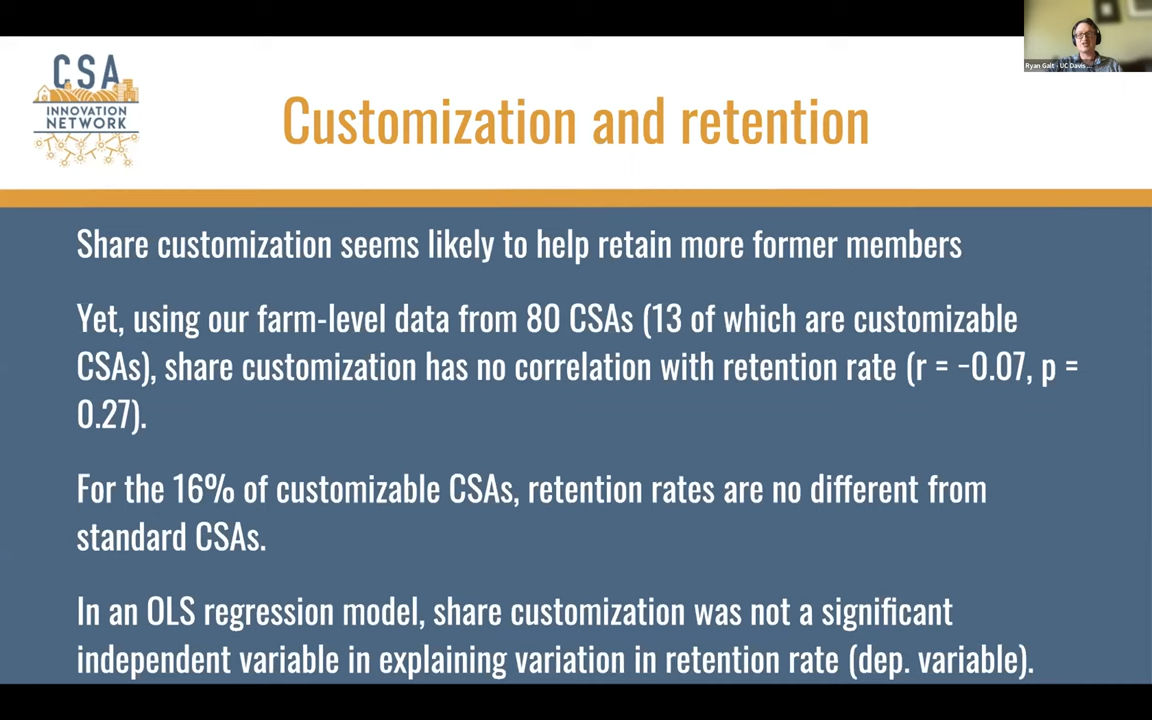 Ryan Galt - UC Davis
CSA
INNOVATION
NETWORK
Customization and retention
Share customization seems likely to help retain more former members
Yet, using our farm-level data from 80 CSAs (13 of which are customizable
CSAs), share customization has no correlation with retention rate (r = −0.07, p =
0.27).
For the 16% of customizable CSAs, retention rates are no different from
standard CSAs.
In an OLS regression model, share customization was not a significant
independent variable in explaining variation in retention rate (dep. variable).